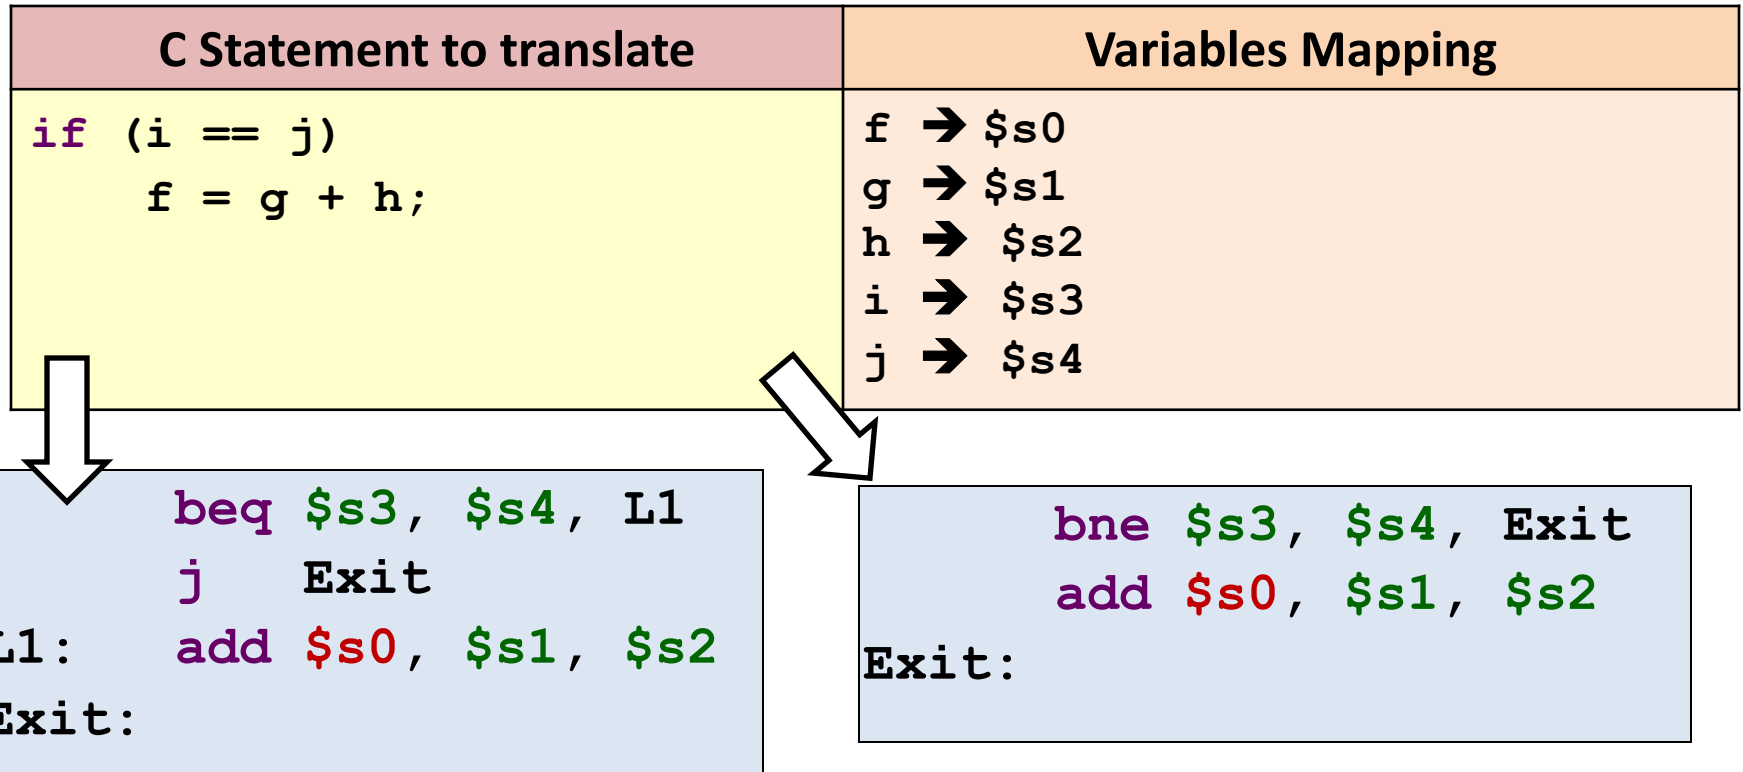 C Statement to translate
Variables Mapping
if (i == j)
f = g + h;
f ➔ $s0
g ➔ $s1
h ➔ $s2
i ➔ $s3
j ➔ $s4
beq $s3, $s4, L1
j Exit
L1: add $s0, $s1, $s2
Exit:
bne $s3, $s4, Exit
add $s0, $s1, $s2
Exit: